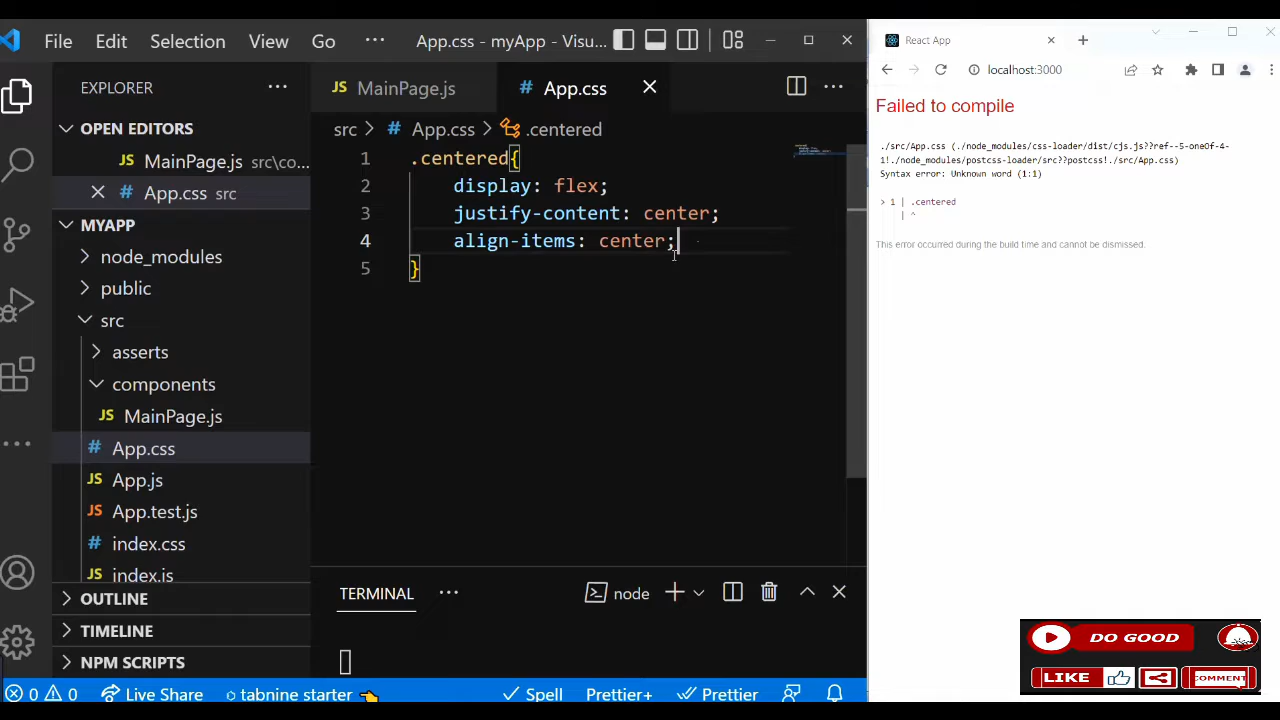 File Edit Selection View Go ··· App.css - myApp - Visu...
EXPLORER ···
OPEN EDITORS
MainPage.js src\co...
App.css src
MYAPP
node_modules
public
src
asserts
components
MainPage.js
App.css
App.js
App.test.js
index.css
index.js
OUTLINE
TIMELINE
NPM SCRIPTS
MainPage.js App.css
src > App.css > .centered
1 .centered{
2 display: flex;
3 justify-content: center;
4 align-items: center;
5 }
TERMINAL ··· node
0 0 Live Share tabnine starter Spell Prettier+ Prettier
React App
localhost:3000
Failed to compile
./src/App.css (./node_modules/css-loader/dist/cjs.js??ref--5-oneOf-4-
1!./node_modules/postcss-loader/src??postcss!./src/App.css)
Syntax error: Unknown word (1:1)
> 1 | .centered
| ^
This error occurred during the build time and cannot be dismissed.
DO GOOD
LIKE COMMENT